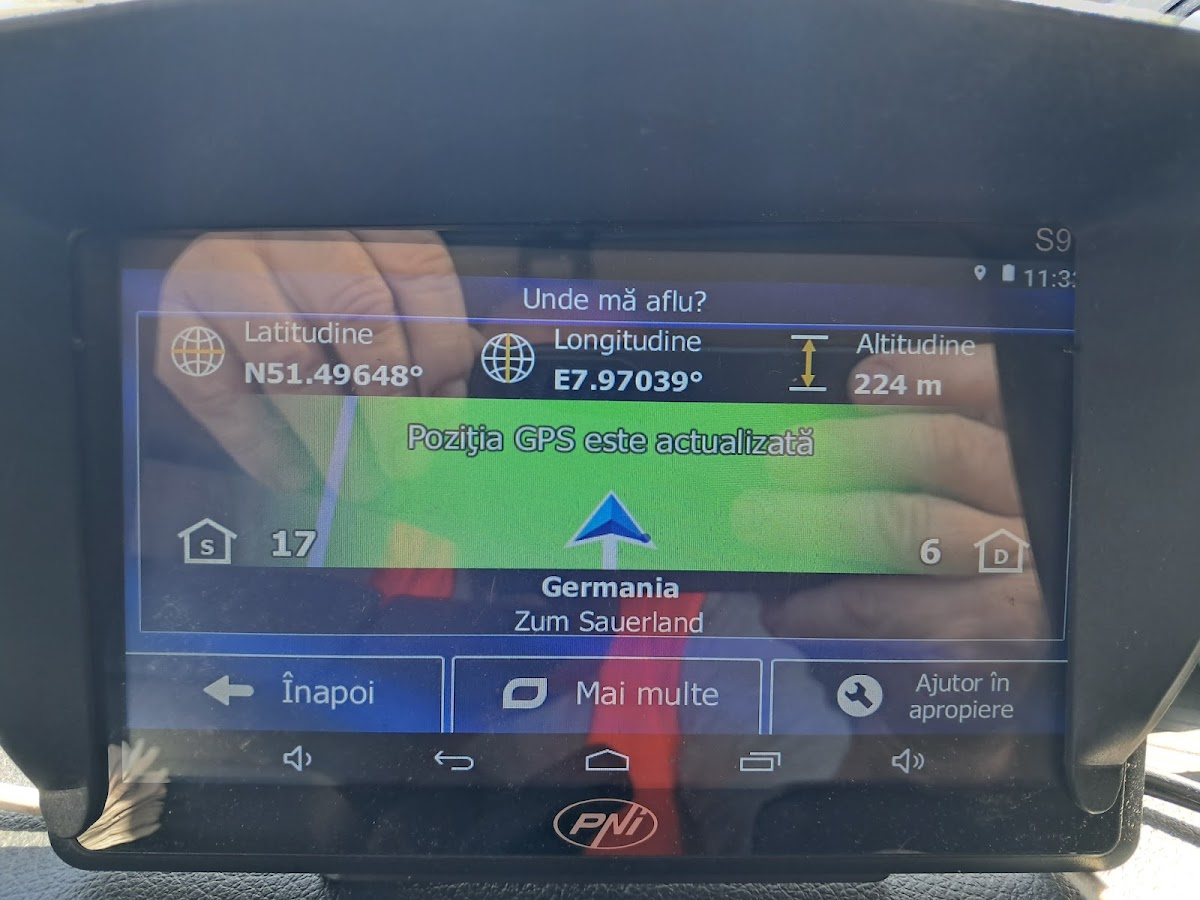 S9
11:33
Unde mă aflu?
Latitudine
N51.49648°
Longitudine
E7.97039°
Altitudine
224 m
Poziţia GPS este actualizată
S
17
6
D
Germania
Zum Sauerland
Înapoi
Mai multe
Ajutor în
apropiere
PNi